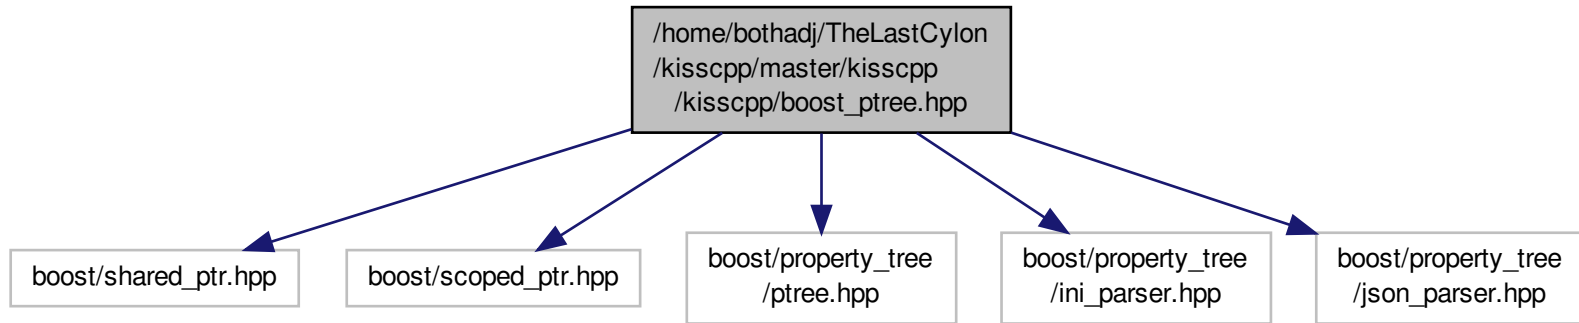 /home/bothadj/TheLastCylon
/kisscpp/master/kisscpp
/kisscpp/boost_ptree.hpp
boost/shared_ptr.hpp
boost/scoped_ptr.hpp
boost/property_tree
/ptree.hpp
boost/property_tree
/ini_parser.hpp
boost/property_tree
/json_parser.hpp